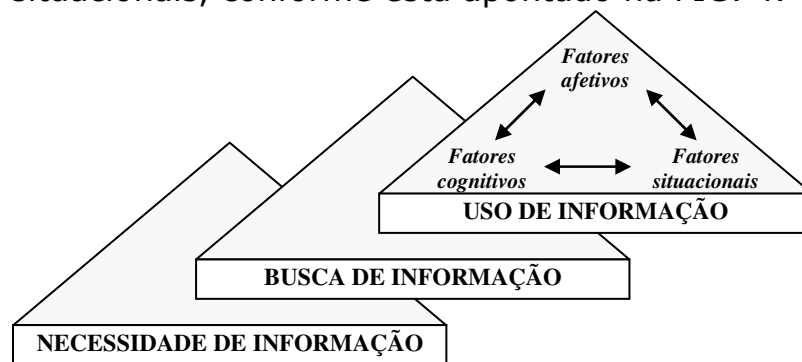 situacionais, conforme está apontado na FIG. 4.
Fatores
afetivos
Fatores
cognitivos
Fatores
situacionais
USO DE INFORMAÇÃO
BUSCA DE INFORMAÇÃO
NECESSIDADE DE INFORMAÇÃO